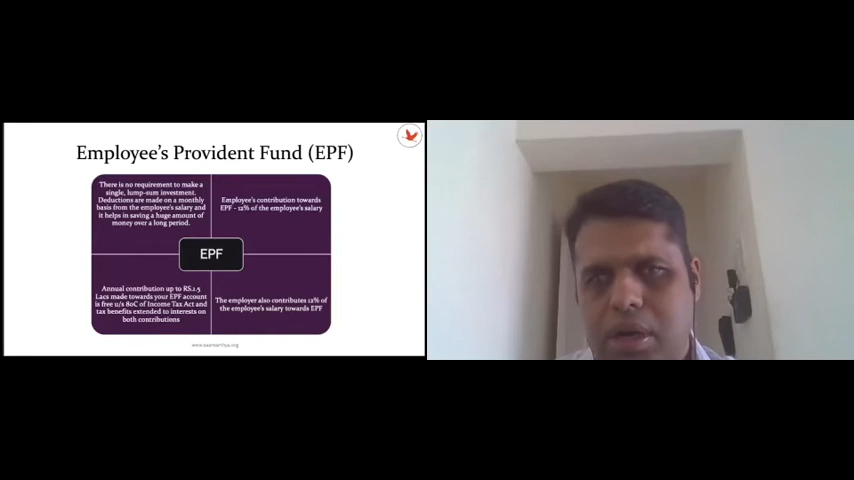 Employee's Provident Fund (EPF)
There is no requirement to make a
single, lump-sum investment.
Deductions are made on a monthly
basis from the employee's salary and
it helps in saving a huge amount of
money over a long period.
Employee's contribution towards
EPF - 12% of the employee's salary
EPF
Annual contribution up to RS.1.5
Lacs made towards your EPF account
is free u/s 80C of Income Tax Act and
tax benefits extended to interests on
both contributions
The employer also contributes 12% of
the employee's salary towards EPF
www.saamarthya.org